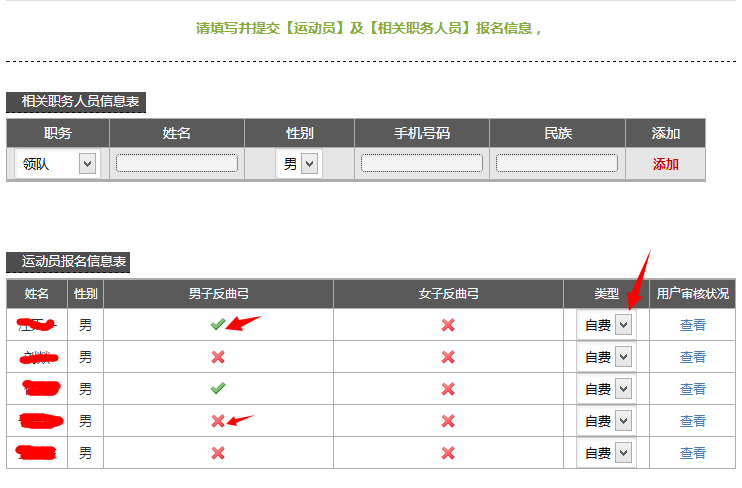 请填写并提交【运动员】及【相关职务人员】报名信息，
相关职务人员信息表
职务 姓名 性别 手机号码 民族 添加
领队 男 添加
运动员报名信息表
姓名 性别 男子反曲弓 女子反曲弓 类型 用户审核状况
男 自费 查看
男 自费 查看
男 自费 查看
男 自费 查看
男 自费 查看